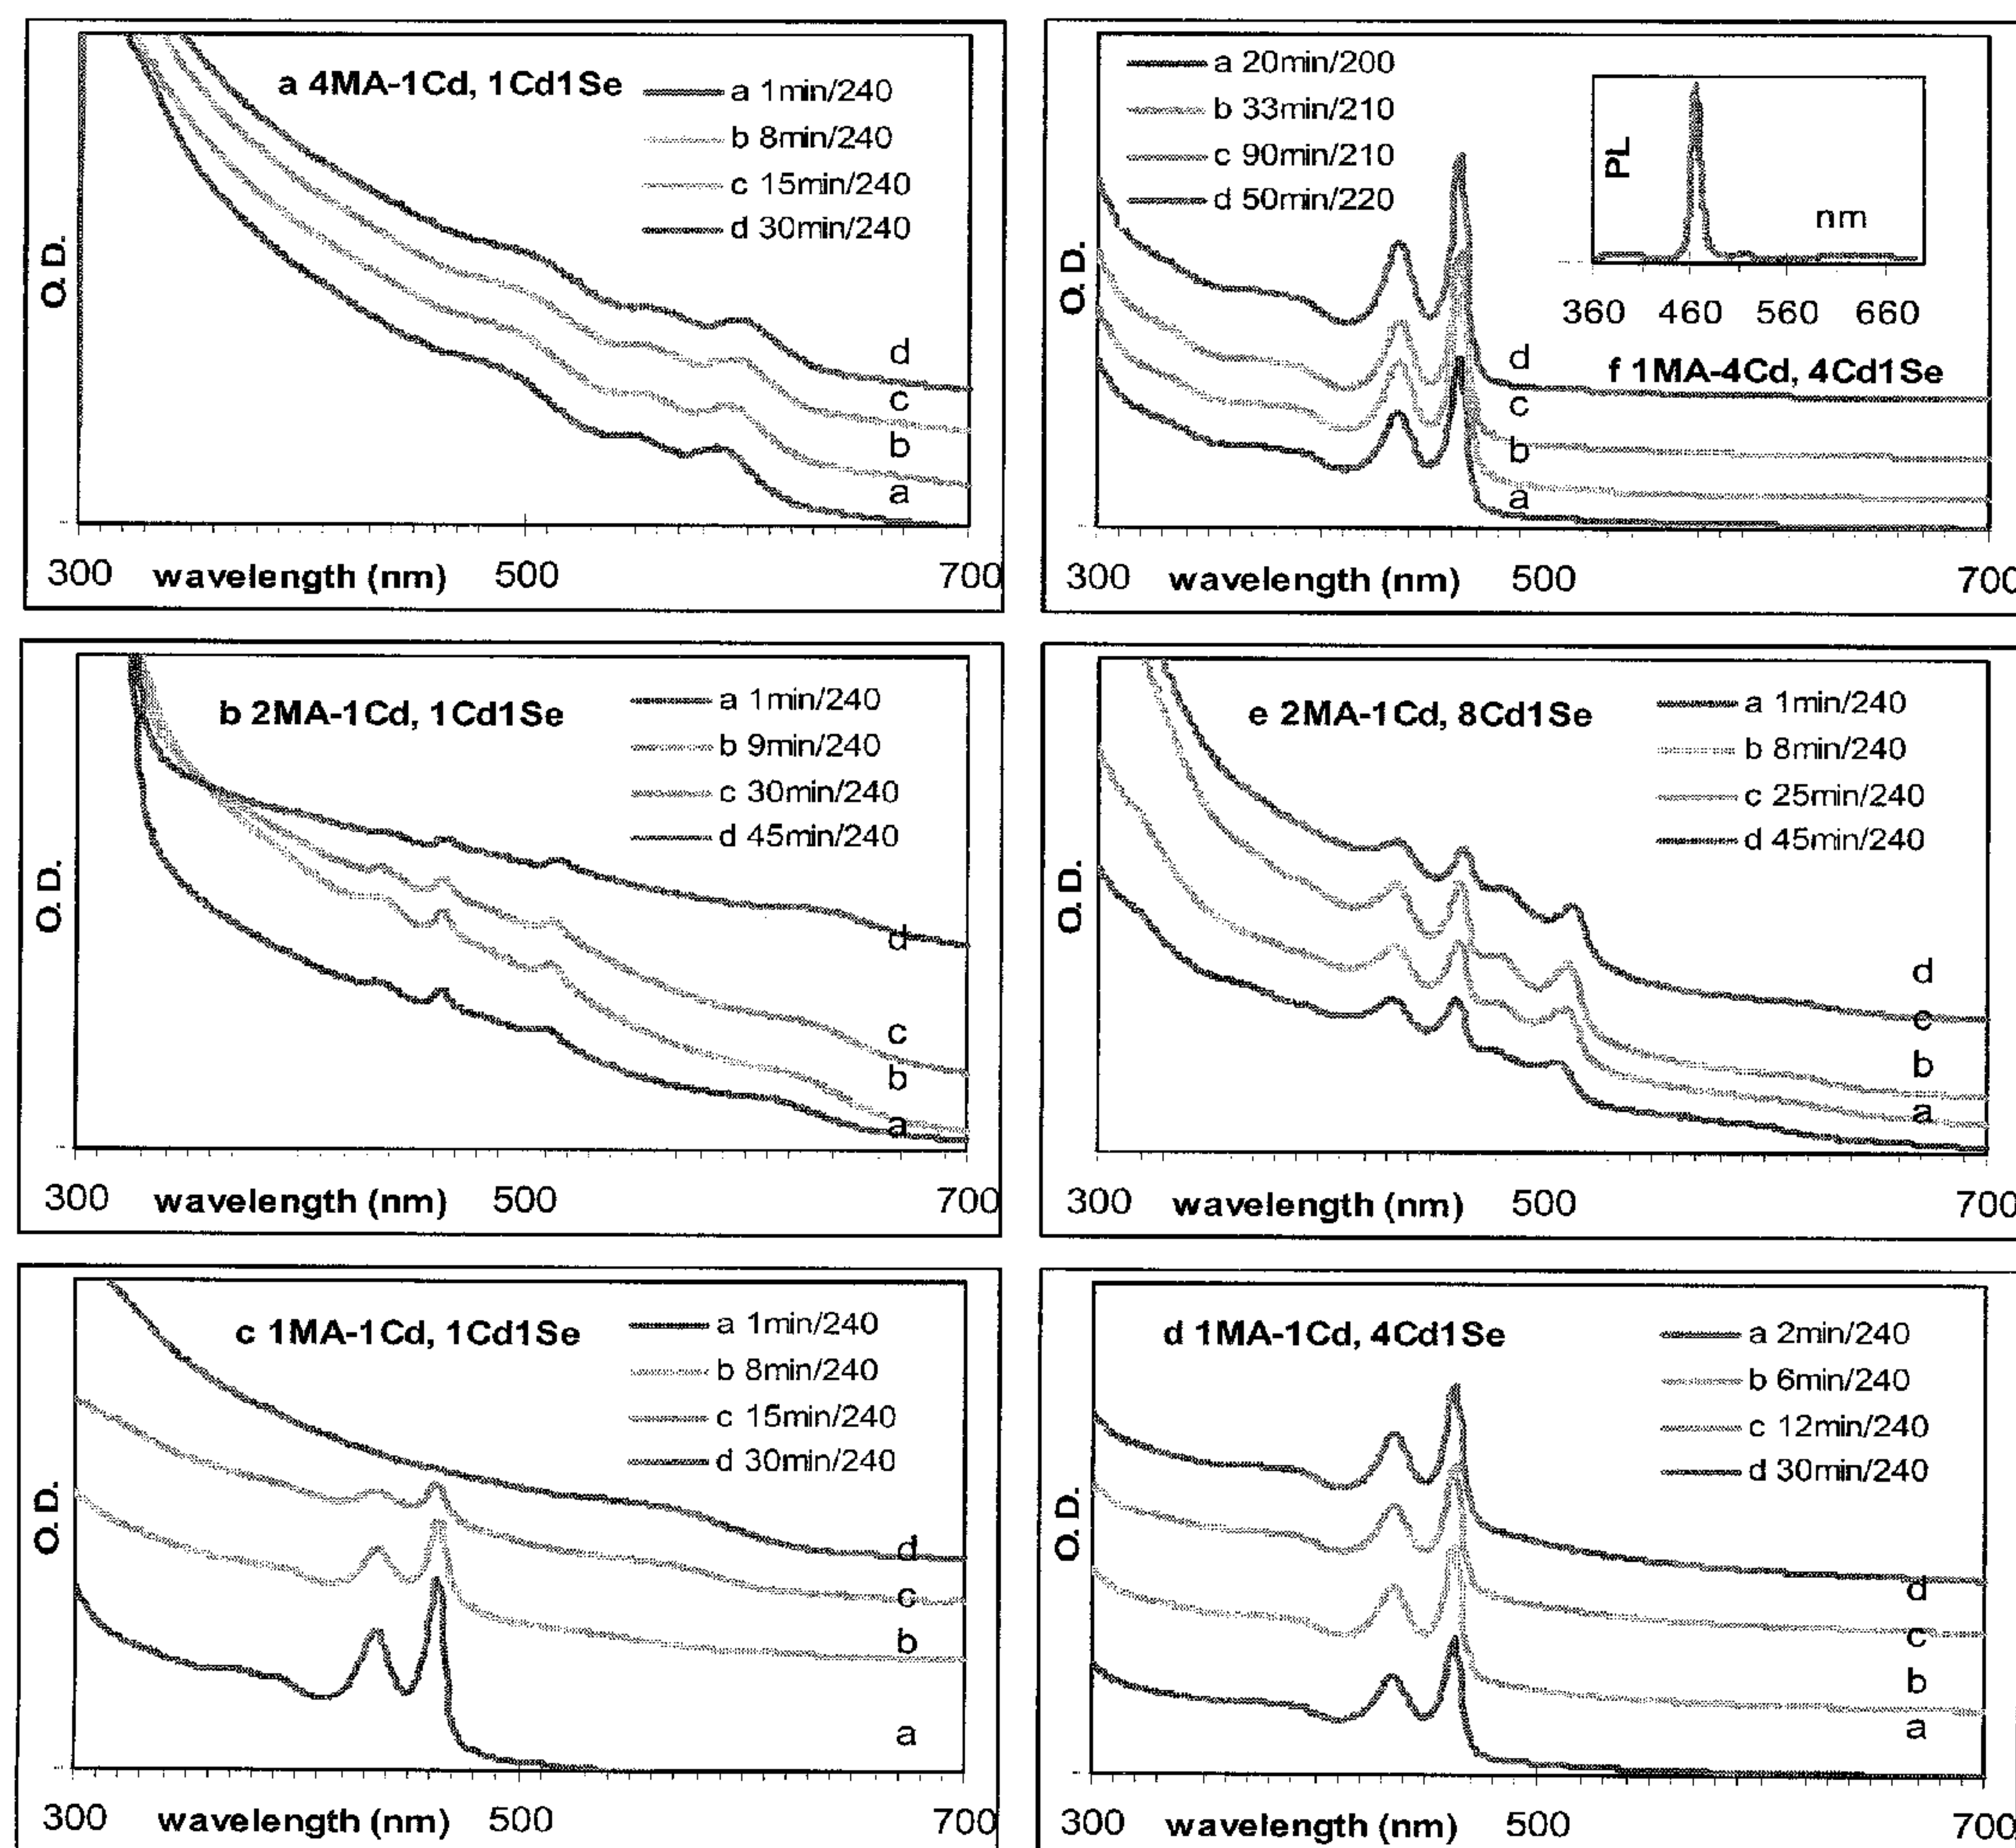 a 4MA-1Cd, 1Cd1Se
a 1min/240
b 8min/240
c 15min/240
d 30min/240
O. D.
d
c
b
a
300 wavelength (nm) 500 700
a 20min/200
b 33min/210
c 90min/210
d 50min/220
PL
nm
360 460 560 660
f 1MA-4Cd, 4Cd1Se
O. D.
d
c
b
a
300 wavelength (nm) 500 700
b 2MA-1Cd, 1Cd1Se
a 1min/240
b 9min/240
c 30min/240
d 45min/240
O. D.
d
c
b
a
300 wavelength (nm) 500 700
e 2MA-1Cd, 8Cd1Se
a 1min/240
b 8min/240
c 25min/240
d 45min/240
O. D.
d
c
b
a
300 wavelength (nm) 500 700
c 1MA-1Cd, 1Cd1Se
a 1min/240
b 8min/240
c 15min/240
d 30min/240
O. D.
d
c
b
a
300 wavelength (nm) 500 700
d 1MA-1Cd, 4Cd1Se
a 2min/240
b 6min/240
c 12min/240
d 30min/240
O. D.
d
c
b
a
300 wavelength (nm) 500 700